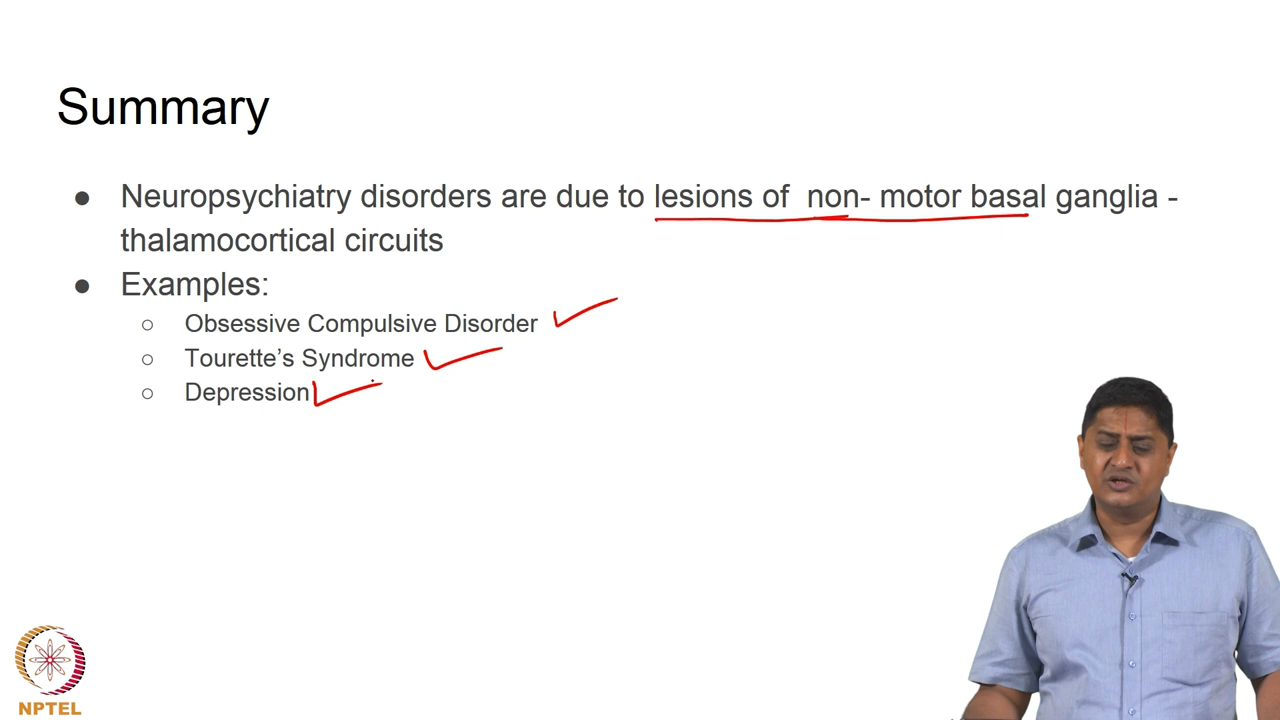 Summary
● Neuropsychiatry disorders are due to lesions of non- motor basal ganglia -
thalamocortical circuits
● Examples:
○ Obsessive Compulsive Disorder
○ Tourette’s Syndrome
○ Depression
NPTEL